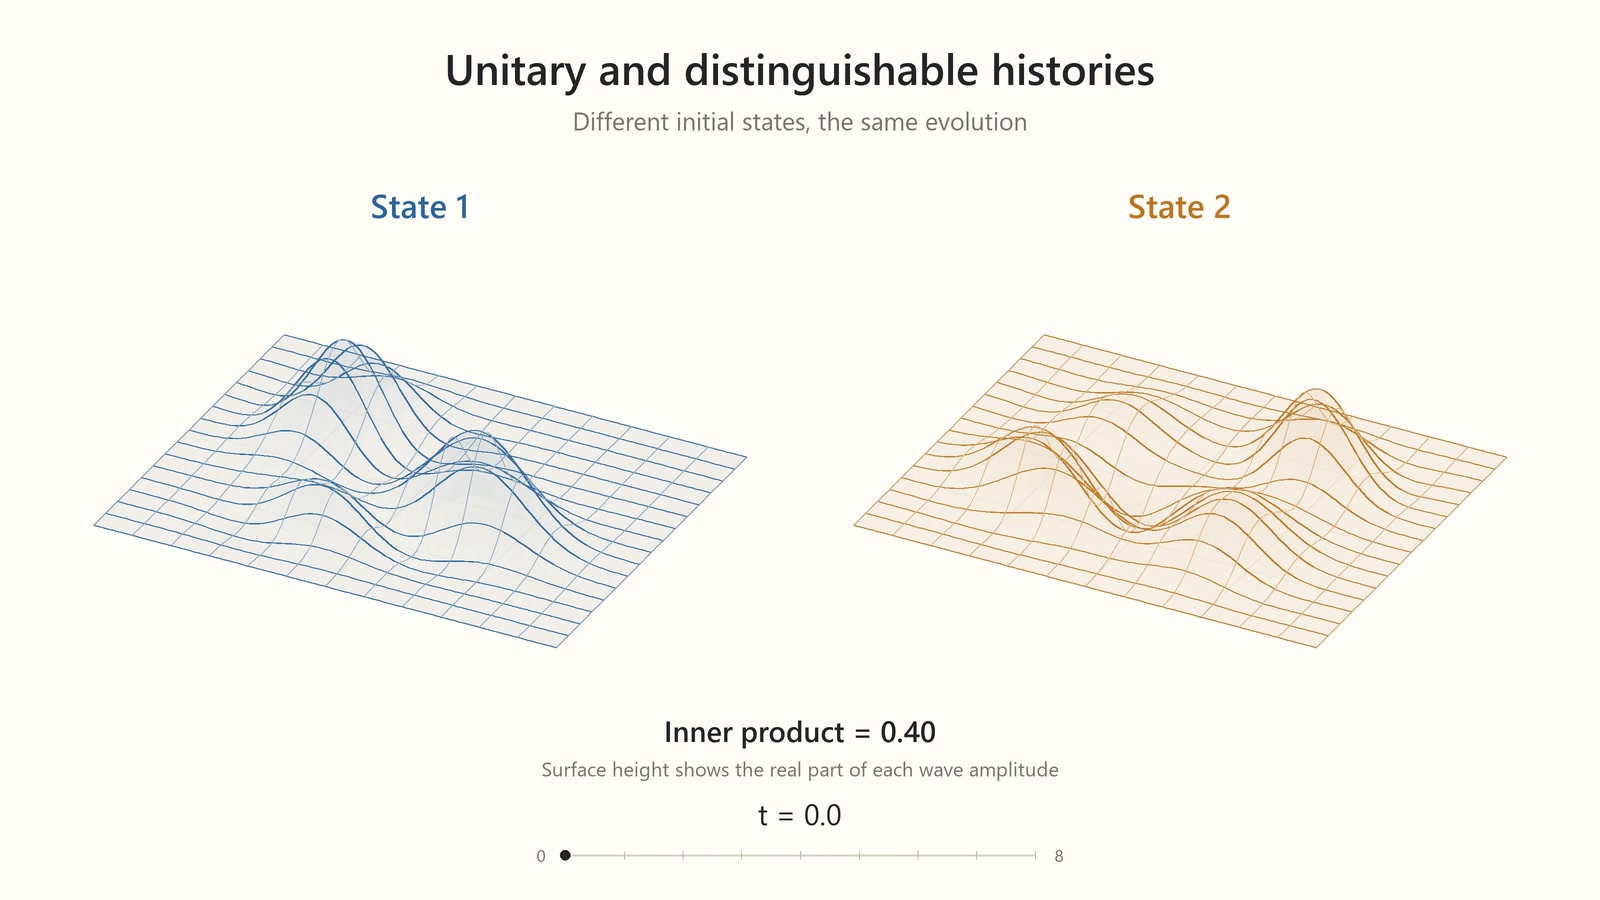 Unitary and distinguishable histories
Different initial states, the same evolution
State 1
State 2
Inner product = 0.40
Surface height shows the real part of each wave amplitude
t = 0.0
0
8